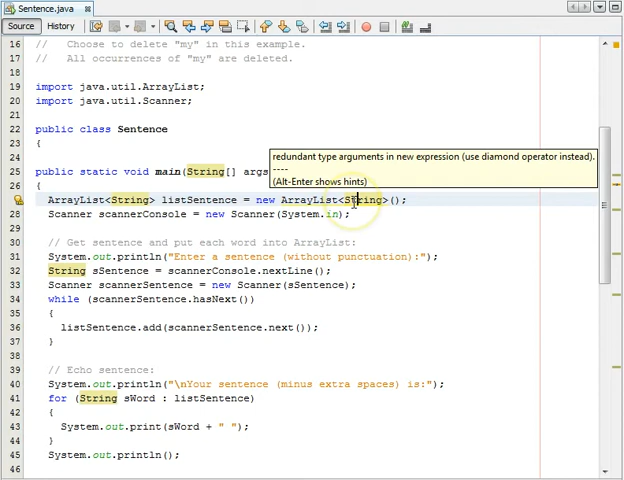 Sentence.java
Source History
16 // Choose to delete "my" in this example.
17 // All occurrences of "my" are deleted.
18
19 import java.util.ArrayList;
20 import java.util.Scanner;
21
22 public class Sentence
23 {
24
25 public static void main(String[] args
redundant type arguments in new expression (use diamond operator instead).
----
(Alt-Enter shows hints)
26 {
ArrayList<String> listSentence = new ArrayList<String>();
28 Scanner scannerConsole = new Scanner(System.in);
29
30 // Get sentence and put each word into ArrayList:
31 System.out.println("Enter a sentence (without punctuation):");
32 String sSentence = scannerConsole.nextLine();
33 Scanner scannerSentence = new Scanner(sSentence);
34 while (scannerSentence.hasNext())
35 {
36 listSentence.add(scannerSentence.next());
37 }
38
39 // Echo sentence:
40 System.out.println("\nYour sentence (minus extra spaces) is:");
41 for (String sWord : listSentence)
42 {
43 System.out.print(sWord + " ");
44 }
45 System.out.println();
46